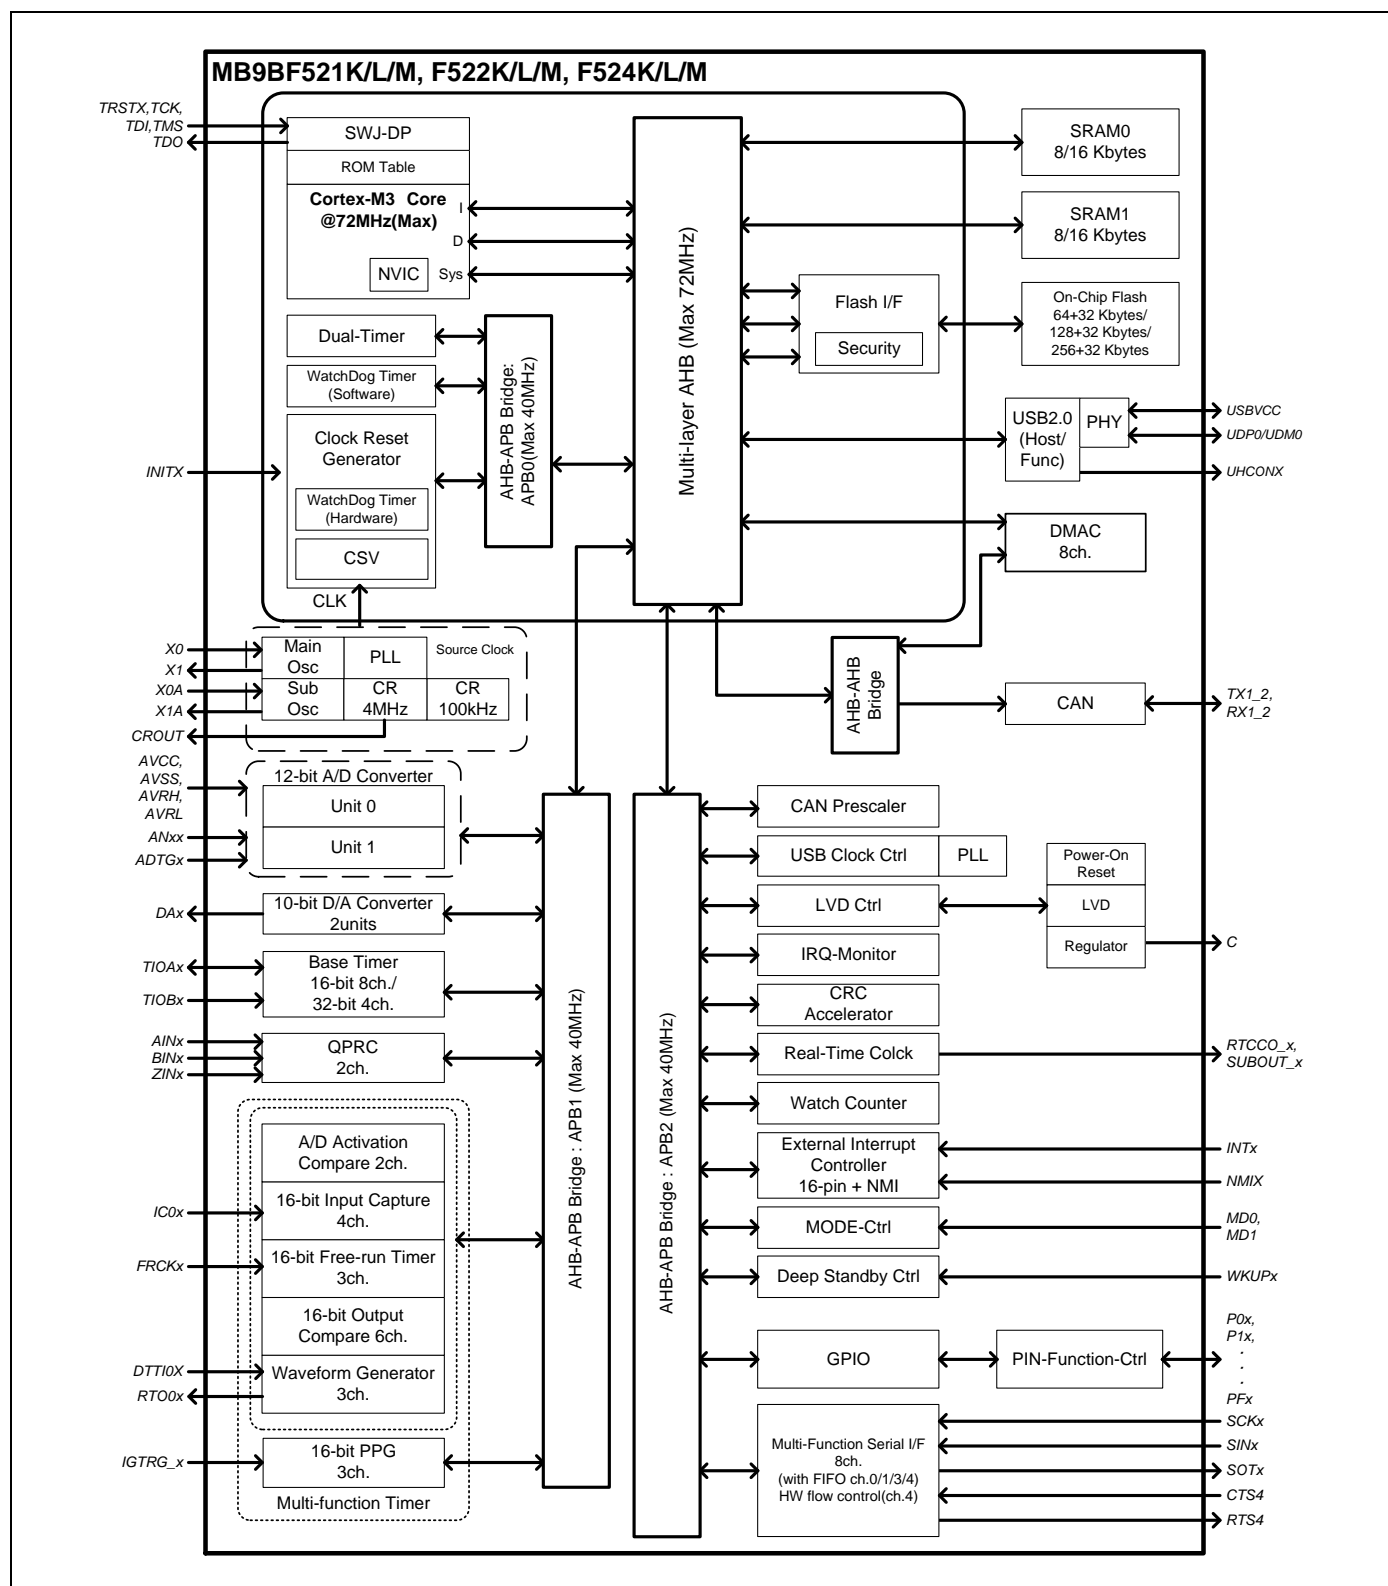 MB9BF521K/L/M, F522K/L/M, F524K/L/M
TRSTX,TCK,
TDI,TMS
TDO
SWJ-DP
ROM Table
Cortex-M3 Core
@72MHz(Max)
I
D
NVIC
Sys
Multi-layer AHB (Max 72MHz)
SRAM0
8/16 Kbytes
SRAM1
8/16 Kbytes
Flash I/F
Security
On-Chip Flash
64+32 Kbytes/
128+32 Kbytes/
256+32 Kbytes
Dual-Timer
WatchDog Timer
(Software)
Clock Reset
Generator
WatchDog Timer
(Hardware)
CSV
CLK
INITX
AHB-APB Bridge:
APB0(Max 40MHz)
USB2.0
(Host/
Func)
PHY
USBVCC
UDP0/UDM0
UHCONX
DMAC
8ch.
X0
X1
X0A
X1A
CROUT
Main
Osc
PLL
Source Clock
Sub
Osc
CR
4MHz
CR
100kHz
AHB-AHB
Bridge
CAN
TX1_2,
RX1_2
AVCC,
AVSS,
AVRH,
AVRL
ANxx
ADTGx
12-bit A/D Converter
Unit 0
Unit 1
DAx
10-bit D/A Converter
2units
TIOAx
TIOBx
Base Timer
16-bit 8ch./
32-bit 4ch.
AINx
BINx
ZINx
QPRC
2ch.
A/D Activation
Compare 2ch.
IC0x
16-bit Input Capture
4ch.
FRCKx
16-bit Free-run Timer
3ch.
16-bit Output
Compare 6ch.
DTTI0X
RTO0x
Waveform Generator
3ch.
IGTRG_x
16-bit PPG
3ch.
Multi-function Timer
AHB-APB Bridge : APB1 (Max 40MHz)
AHB-APB Bridge : APB2 (Max 40MHz)
CAN Prescaler
USB Clock Ctrl
PLL
LVD Ctrl
Power-On
Reset
LVD
Regulator
C
IRQ-Monitor
CRC
Accelerator
Real-Time Colck
RTCCO_x,
SUBOUT_x
Watch Counter
External Interrupt
Controller
16-pin + NMI
INTx
NMIX
MODE-Ctrl
MD0,
MD1
Deep Standby Ctrl
WKUPx
GPIO
PIN-Function-Ctrl
P0x,
P1x,
.
.
.
PFx
Multi-Function Serial I/F
8ch.
(with FIFO ch.0/1/3/4)
HW flow control(ch.4)
SCKx
SINx
SOTx
CTS4
RTS4